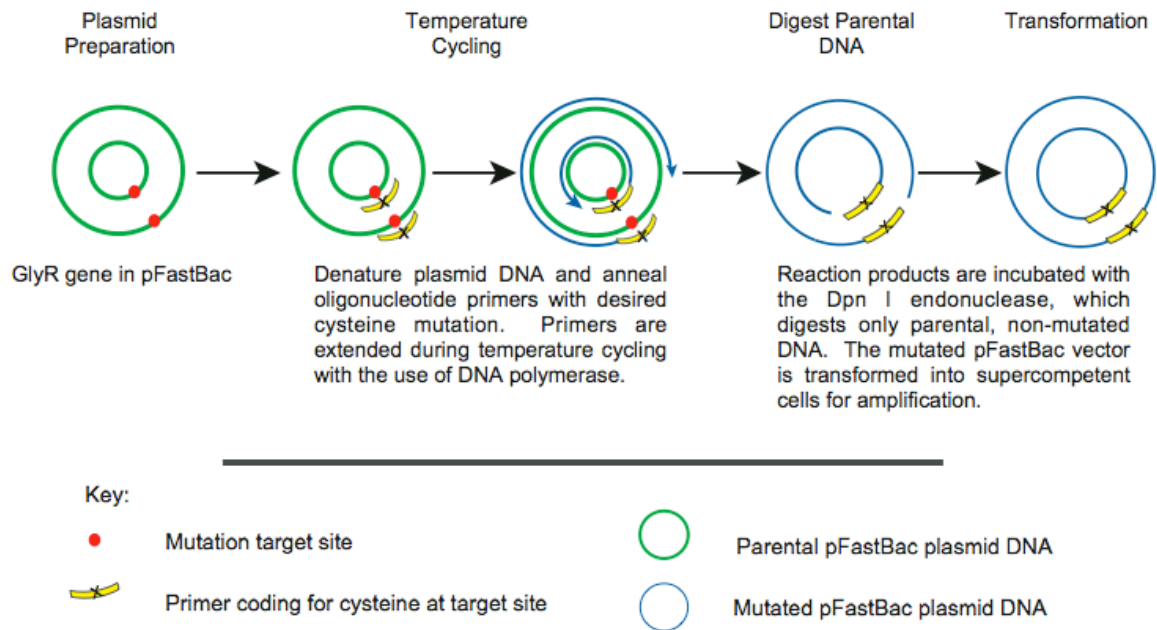 Plasmid
Preparation
Temperature
Cycling
Digest Parental
DNA
Transformation
GlyR gene in pFastBac
Denature plasmid DNA and anneal
oligonucleotide primers with desired
cysteine mutation. Primers are
extended during temperature cycling
with the use of DNA polymerase.
Reaction products are incubated with
the Dpn I endonuclease, which
digests only parental, non-mutated
DNA. The mutated pFastBac vector
is transformed into supercompetent
cells for amplification.
Key:
Mutation target site
Primer coding for cysteine at target site
Parental pFastBac plasmid DNA
Mutated pFastBac plasmid DNA